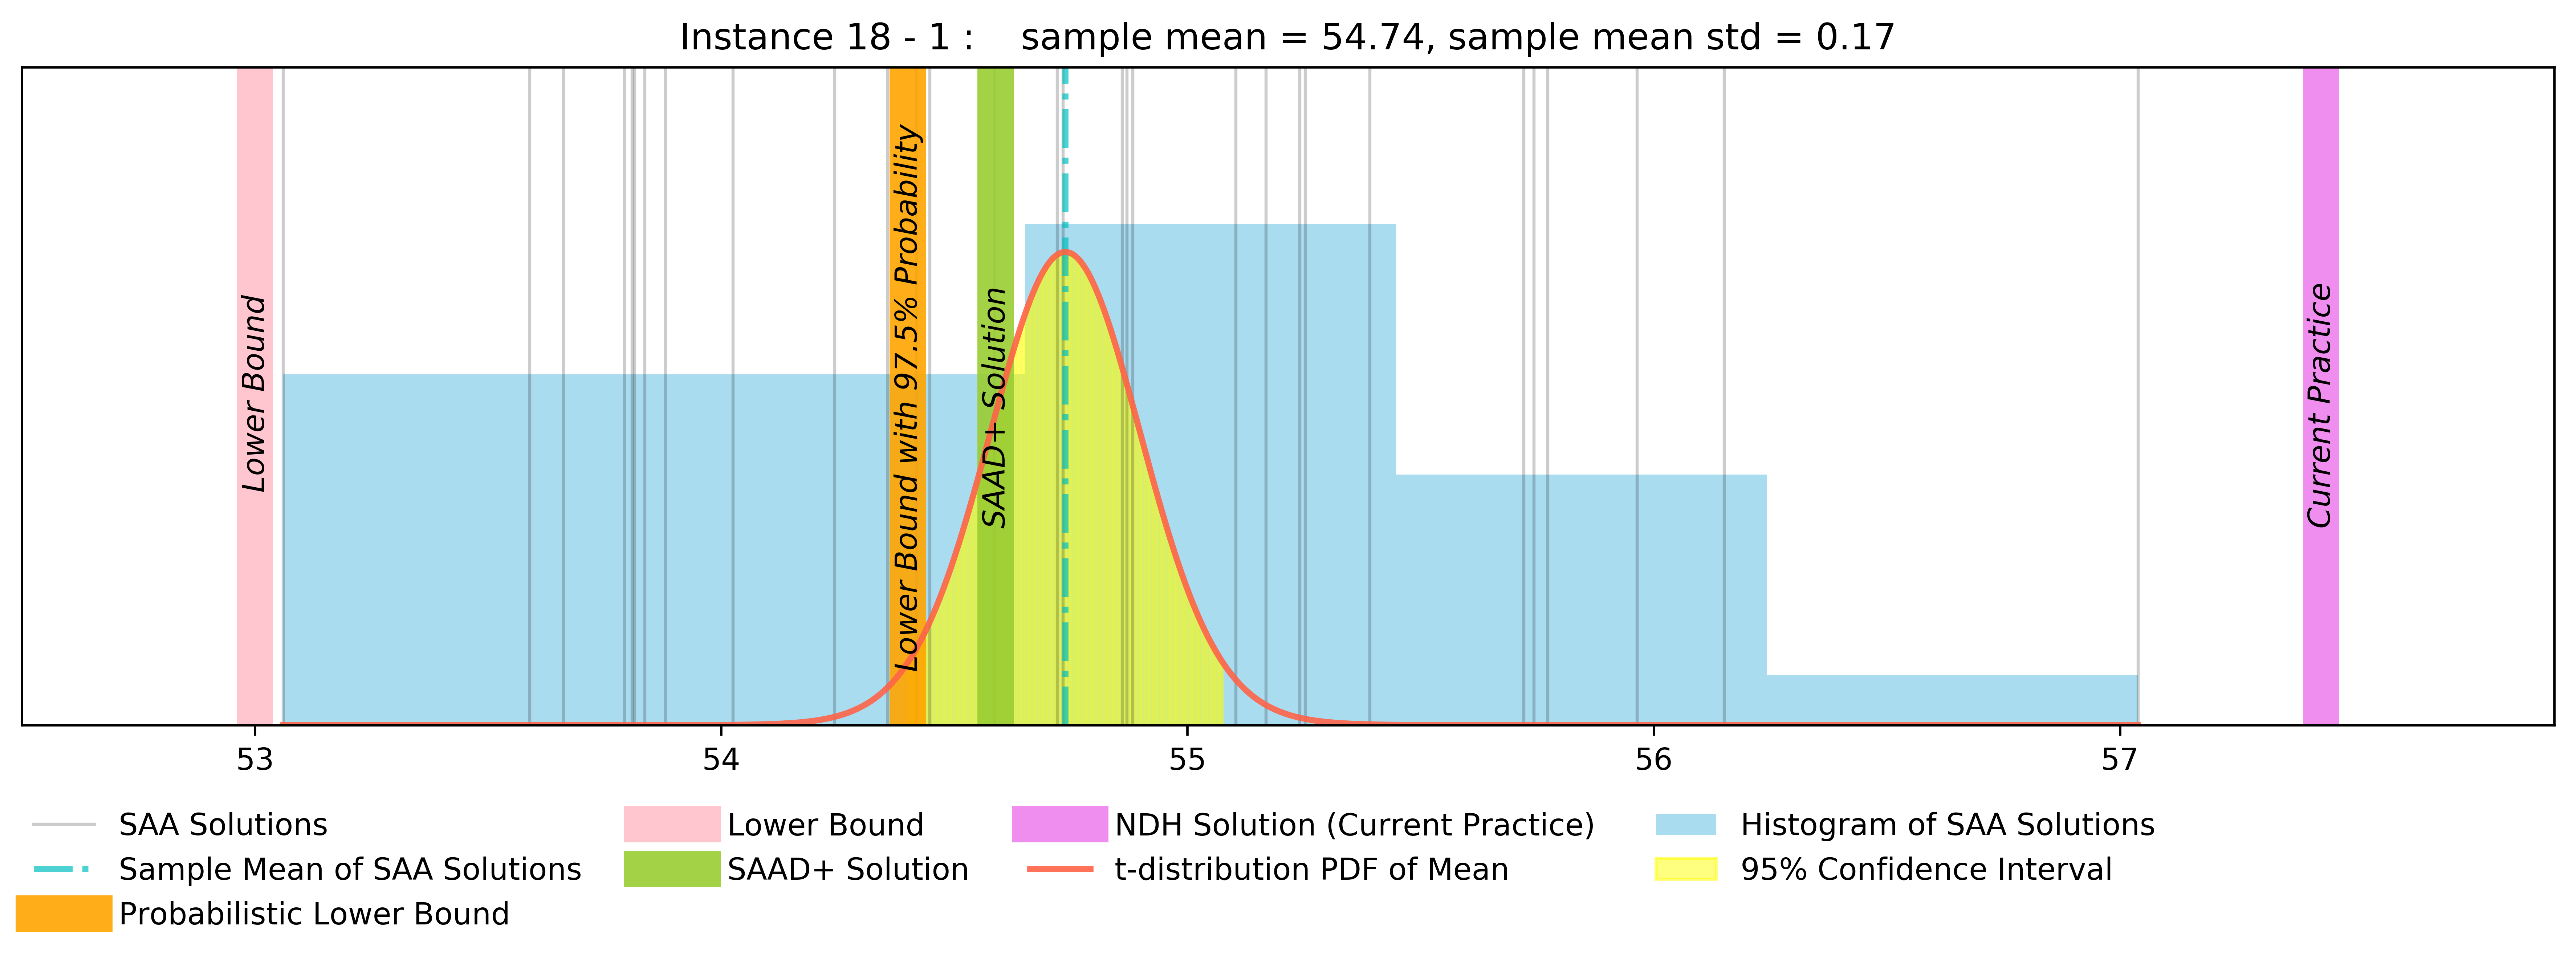 Instance 18 - 1 : sample mean = 54.74, sample mean std = 0.17
Lower Bound
Lower Bound with 97.5% Probability
SAAD+ Solution
Current Practice
53 54 55 56 57
SAA Solutions
Sample Mean of SAA Solutions
Probabilistic Lower Bound
Lower Bound
SAAD+ Solution
NDH Solution (Current Practice)
t-distribution PDF of Mean
Histogram of SAA Solutions
95% Confidence Interval